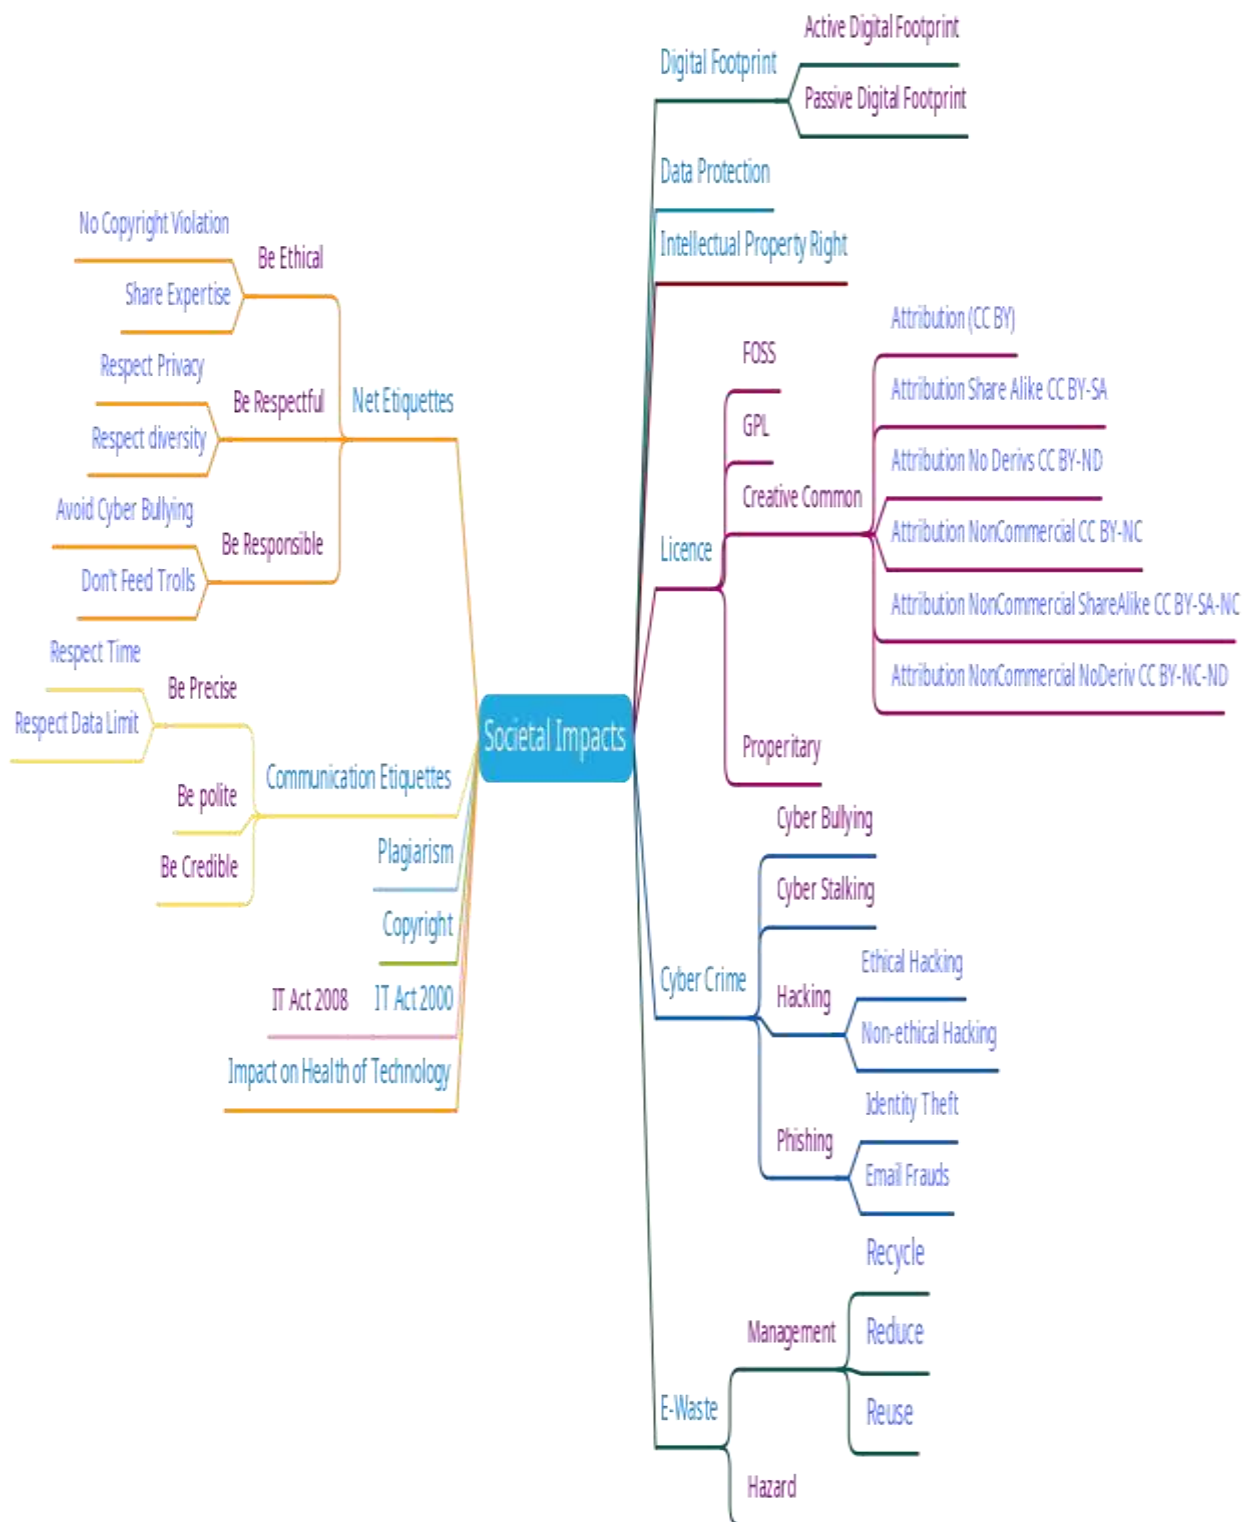 Societal Impacts
Digital Footprint
Active Digital Footprint
Passive Digital Footprint
Data Protection
Intellectual Property Right
Licence
FOSS
GPL
Creative Common
Attribution (CC BY)
Attribution Share Alike CC BY-SA
Attribution No Derivs CC BY-ND
Attribution NonCommercial CC BY-NC
Attribution NonCommercial ShareAlike CC BY-SA-NC
Attribution NonCommercial NoDeriv CC BY-NC-ND
Properitary
Cyber Crime
Cyber Bullying
Cyber Stalking
Hacking
Ethical Hacking
Non-ethical Hacking
Phishing
Identity Theft
Email Frauds
E-Waste
Management
Recycle
Reduce
Reuse
Hazard
Net Etiquettes
Be Ethical
No Copyright Violation
Share Expertise
Be Respectful
Respect Privacy
Respect diversity
Be Responsible
Avoid Cyber Bullying
Don't Feed Trolls
Communication Etiquettes
Be Precise
Respect Time
Respect Data Limit
Be polite
Be Credible
Plagiarism
Copyright
IT Act 2000
IT Act 2008
Impact on Health of Technology